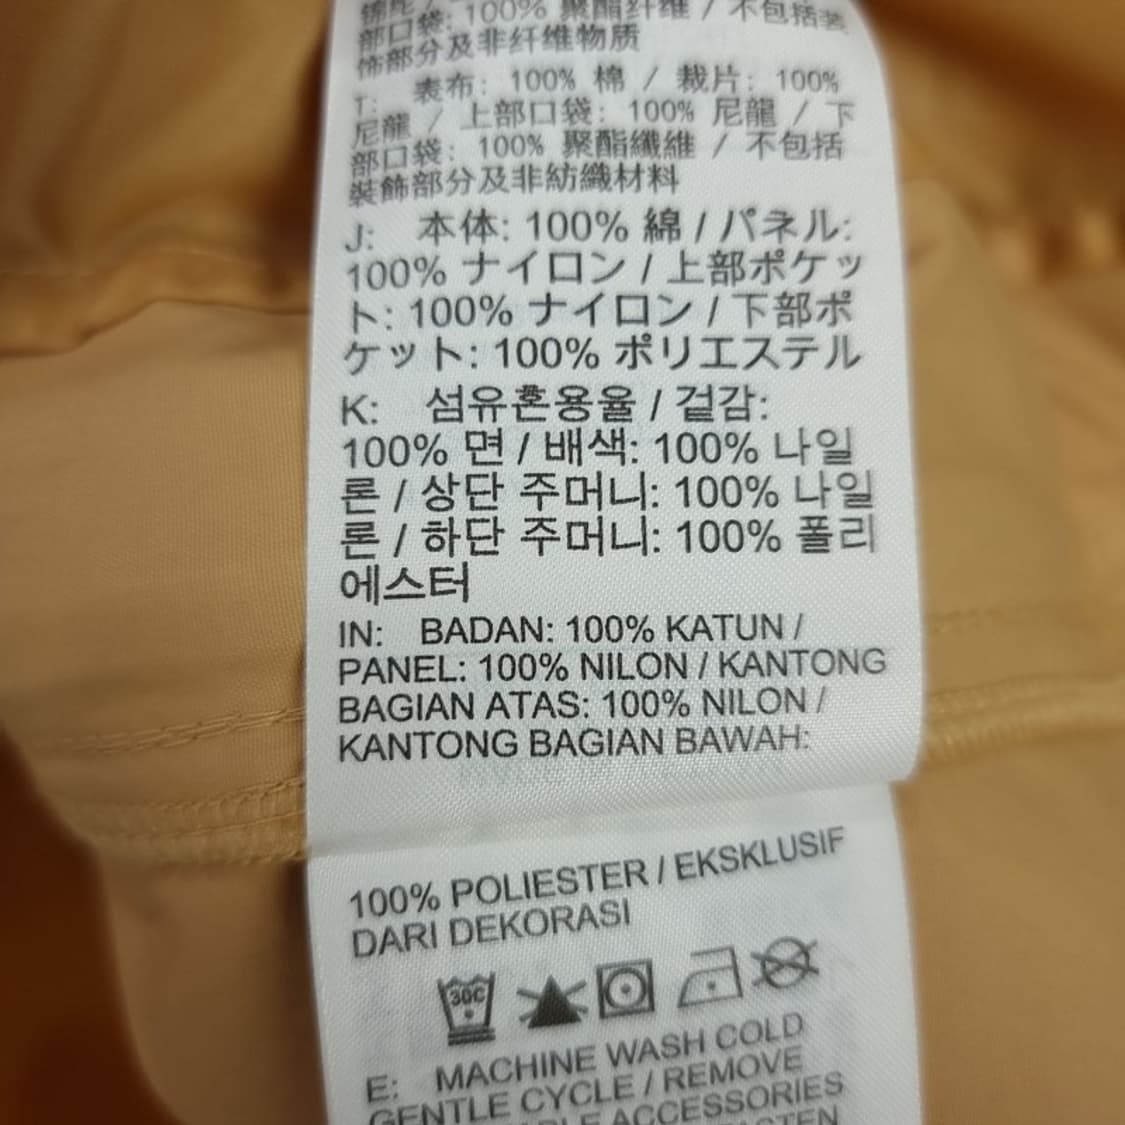 部口袋: 100% 聚酯纤维 / 不包括装
饰部分及非纤维物质
T: 表布: 100% 棉 / 裁片: 100%
尼龍 / 上部口袋: 100% 尼龍 / 下
部口袋: 100% 聚酯纖維 / 不包括
裝飾部分及非紡織材料
J: 本体: 100% 綿 / パネル:
100% ナイロン / 上部ポケッ
ト: 100% ナイロン / 下部ポ
ケット: 100% ポリエステル
K: 섬유혼용율 / 겉감:
100% 면 / 배색: 100% 나일
론 / 상단 주머니: 100% 나일
론 / 하단 주머니: 100% 폴리
에스터
IN: BADAN: 100% KATUN /
PANEL: 100% NILON / KANTONG
BAGIAN ATAS: 100% NILON /
KANTONG BAGIAN BAWAH:
100% POLIESTER / EKSKLUSIF
DARI DEKORASI
30C
E: MACHINE WASH COLD
GENTLE CYCLE / REMOVE
ACCESSORIES